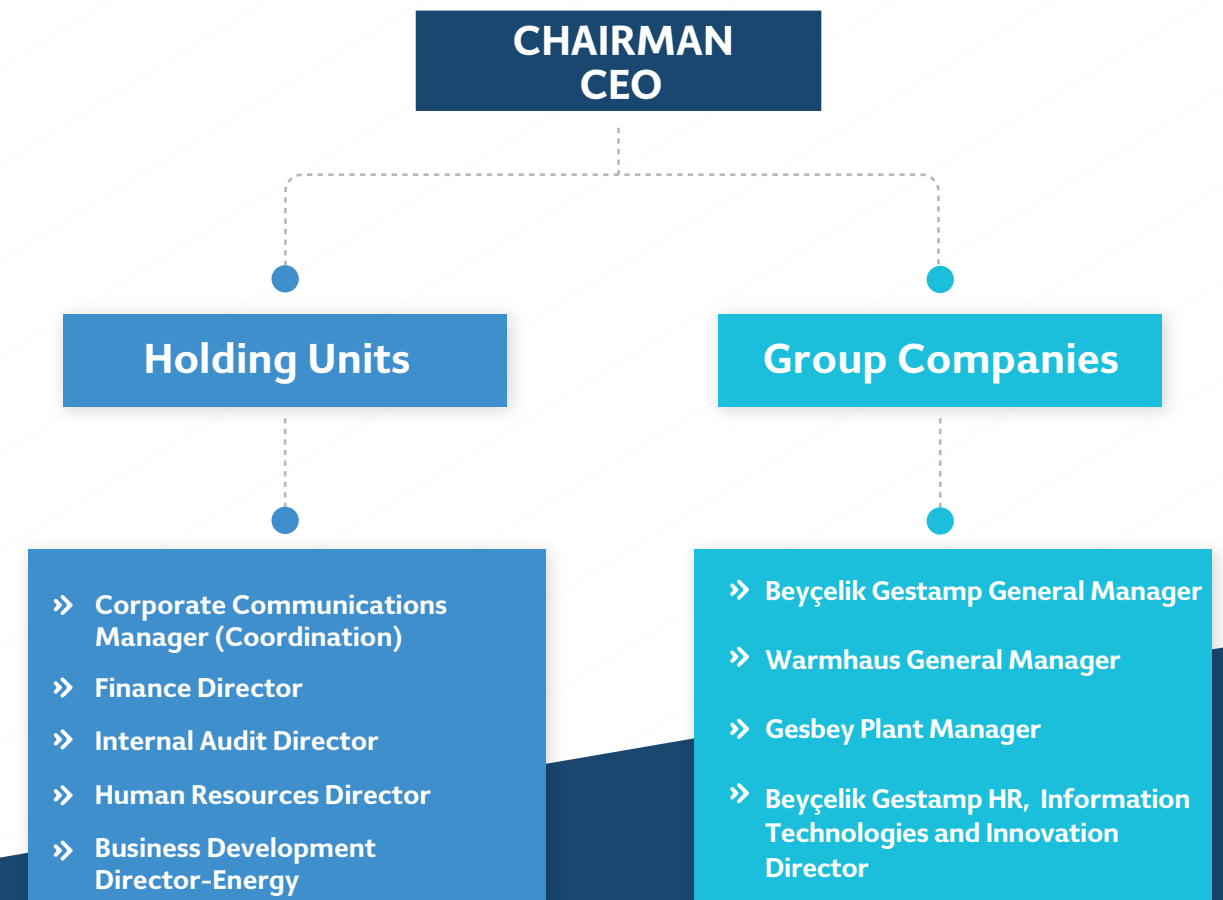 CHAIRMAN
CEO
Holding Units
Group Companies
Corporate Communications
Manager (Coordination)
Finance Director
Internal Audit Director
Human Resources Director
Business Development
Director-Energy
Beyçelik Gestamp General Manager
Warmhaus General Manager
Gesbey Plant Manager
Beyçelik Gestamp HR, Information
Technologies and Innovation
Director